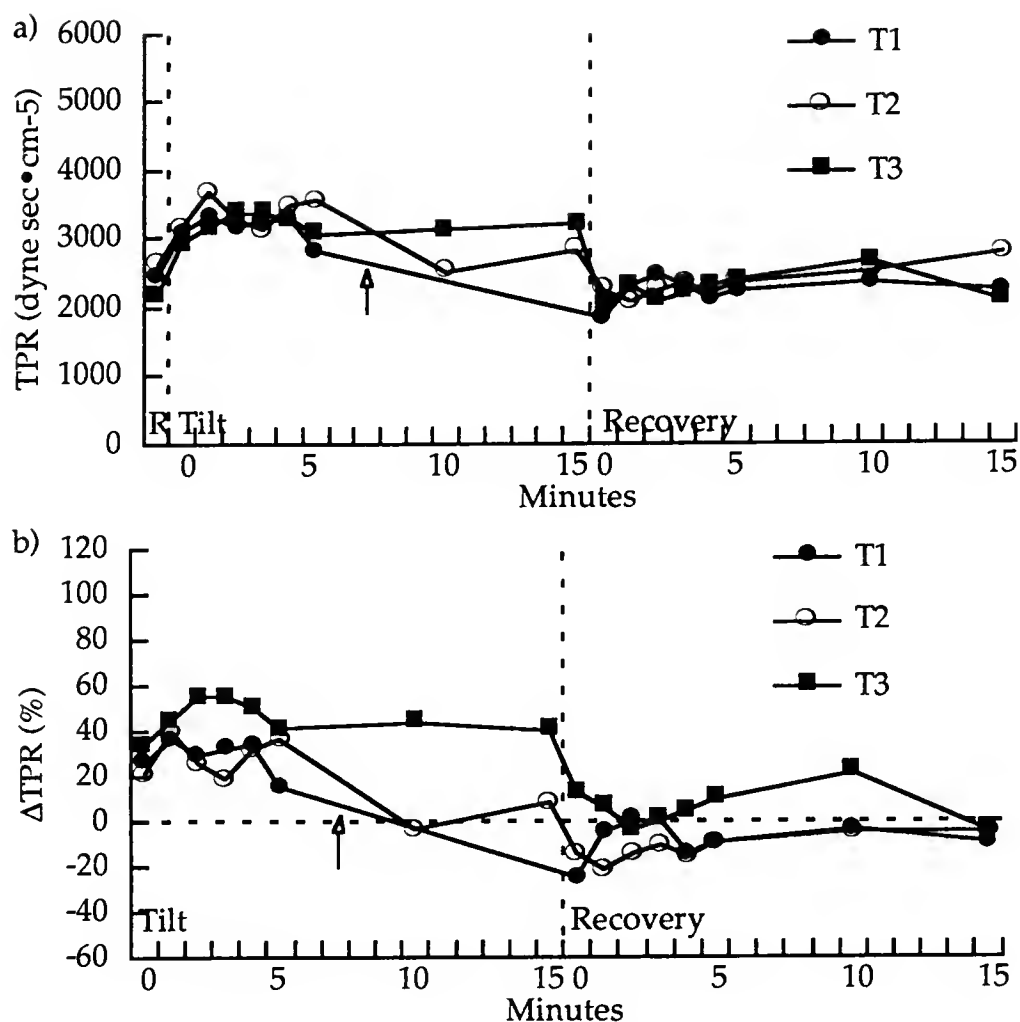 a)
6000
5000
4000
3000
2000
1000
0
TPR (dyne sec•cm-5)
T1
T2
T3
R Tilt
Recovery
0 5 10 15 0 5 10 15
Minutes
b)
120
100
80
60
40
20
0
-20
-40
-60
ΔTPR (%)
T1
T2
T3
Tilt
Recovery
0 5 10 15 0 5 10 15
Minutes